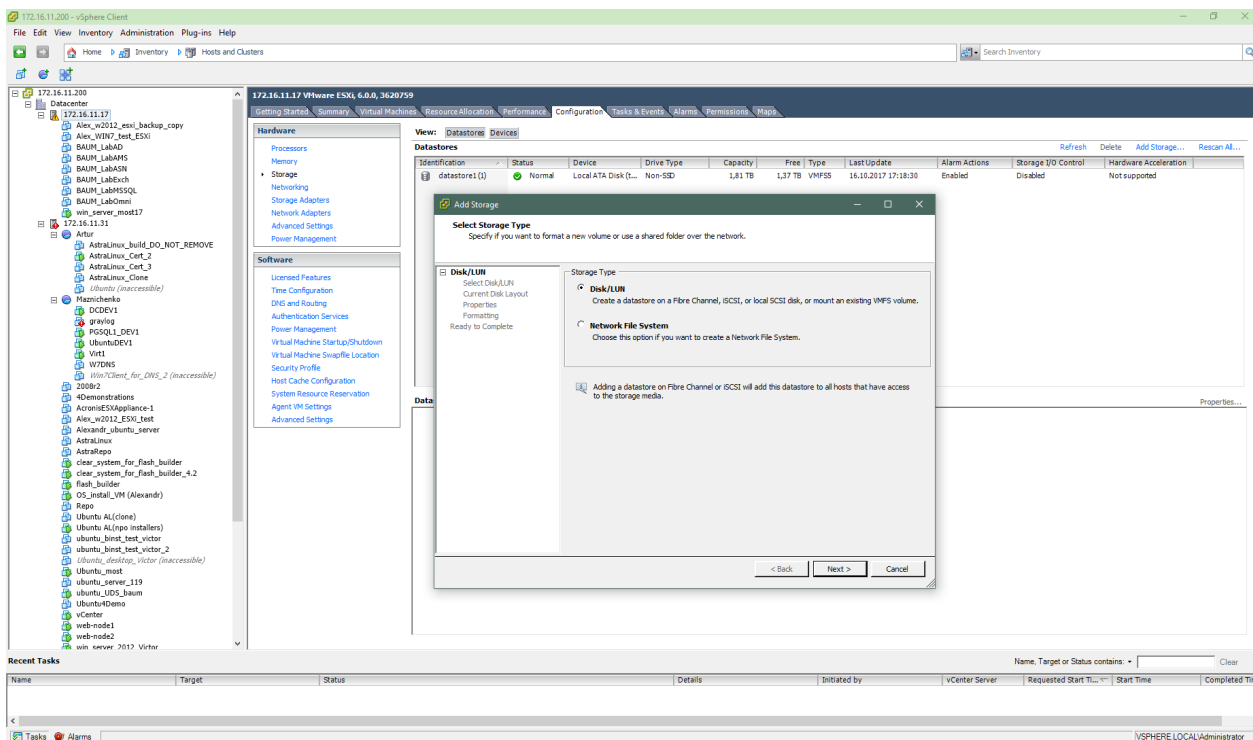 172.16.11.200 - vSphere Client
File Edit View Inventory Administration Plug-ins Help
Home Inventory Hosts and Clusters
Search Inventory
172.16.11.200
Datacenter
172.16.11.17
Alex_w2012_esxi_backup_copy
Alex_WIN7_test_ESXi
BAUM_LabAD
BAUM_LabAMS
BAUM_LabASN
BAUM_LabExch
BAUM_LabMSSQL
BAUM_LabOmni
win_server_most17
172.16.11.31
Artur
AstraLinux_build_DO_NOT_REMOVE
AstraLinux_Cert_2
AstraLinux_Cert_3
AstraLinux_Clone
Ubuntu (inaccessible)
Maznichenko
DCDEV1
graylog
PGSQL1_DEV1
UbuntuDEV1
Virt1
W7DNS
Win7Client_for_DNS_2 (inaccessible)
2008r2
4Demonstrations
AcronisESXAppliance-1
Alex_w2012_ESXi_test
Alexandr_ubuntu_server
AstraLinux
AstraRepo
clear_system_for_flash_builder
clear_system_for_flash_builder_4.2
flash_builder
OS_install_VM (Alexandr)
Repo
Ubuntu AL(clone)
Ubuntu AL(npo installers)
ubuntu_binst_test_victor
ubuntu_binst_test_victor_2
Ubuntu_desktop_Victor (inaccessible)
Ubuntu_most
ubuntu_server_119
ubuntu_UDS_baum
Ubuntu4Demo
vCenter
web-node1
web-node2
win_server_2012_Victor
172.16.11.17 VMware ESXi, 6.0.0, 3620759
Getting Started Summary Virtual Machines Resource Allocation Performance Configuration Tasks & Events Alarms Permissions Maps
Hardware
Processors
Memory
Storage
Networking
Storage Adapters
Network Adapters
Advanced Settings
Power Management
Software
Licensed Features
Time Configuration
DNS and Routing
Authentication Services
Power Management
Virtual Machine Startup/Shutdown
Virtual Machine Swapfile Location
Security Profile
Host Cache Configuration
System Resource Reservation
Agent VM Settings
Advanced Settings
View: Datastores Devices
Datastores
Refresh Delete Add Storage... Rescan All...
Identification Status Device Drive Type Capacity Free Type Last Update Alarm Actions Storage I/O Control Hardware Acceleration
datastore1 (1) Normal Local ATA Disk (t... Non-SSD 1,81 TB 1,37 TB VMFS5 16.10.2017 17:18:30 Enabled Disabled Not supported
Data
Properties...
Add Storage
Select Storage Type
Specify if you want to format a new volume or use a shared folder over the network.
Disk/LUN
Select Disk/LUN
Current Disk Layout
Properties
Formatting
Ready to Complete
Storage Type
Disk/LUN
Create a datastore on a Fibre Channel, iSCSI, or local SCSI disk, or mount an existing VMFS volume.
Network File System
Choose this option if you want to create a Network File System.
Adding a datastore on Fibre Channel or iSCSI will add this datastore to all hosts that have access
to the storage media.
< Back Next > Cancel
Recent Tasks
Name, Target or Status contains: Clear
Name Target Status Details Initiated by vCenter Server Requested Start Ti... Start Time Completed Ti
Tasks Alarms
VSPHERE.LOCAL\Administrator